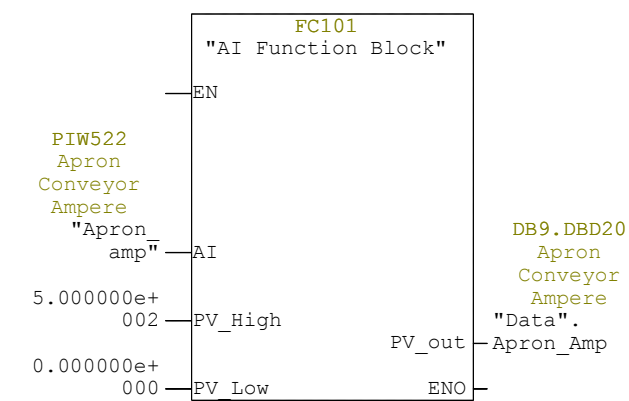 FC101
"AI Function Block"
EN
PIW522
Apron
Conveyor
Ampere
"Apron_
amp"
AI
5.000000e+
002
PV_High
0.000000e+
000
PV_Low
DB9.DBD20
Apron
Conveyor
Ampere
"Data".
PV_out
Apron_Amp
ENO